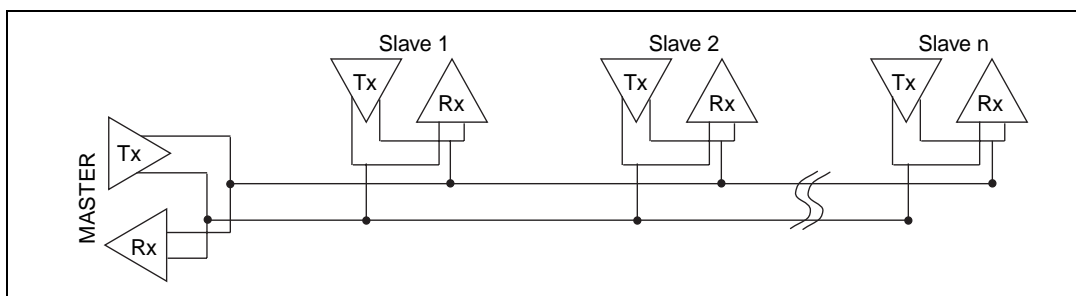 Slave 1
Slave 2
Slave n
Tx
Rx
Tx
Rx
Tx
Rx
MASTER
Tx
Rx